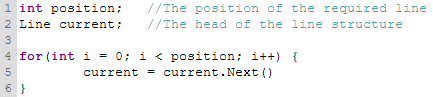 1 int position;   //The position of the required line
2 Line current;   //The head of the line structure
3
4 for(int i = 0; i < position; i++) {
5         current = current.Next()
6 }